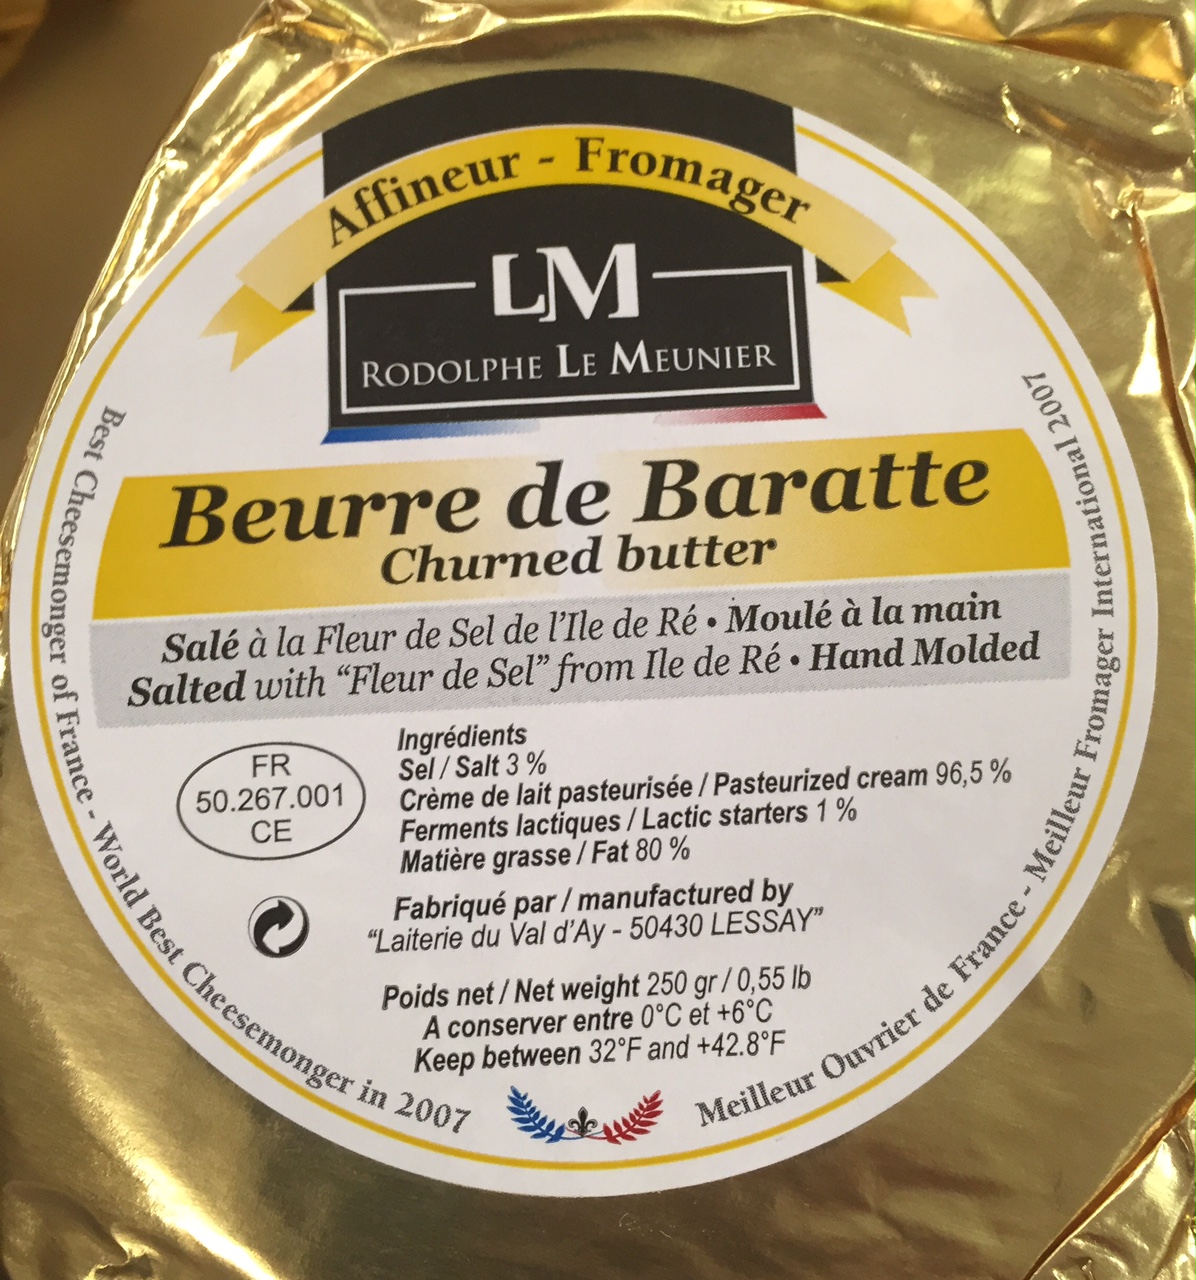 Affineur - Fromager
LM
RODOLPHE LE MEUNIER
Beurre de Baratte
Churned butter
Salé à la Fleur de Sel de l'Ile de Ré • Moulé à la main
Salted with “Fleur de Sel” from Ile de Ré • Hand Molded
FR
50.267.001
CE
Ingrédients
Sel / Salt 3 %
Crème de lait pasteurisée / Pasteurized cream 96,5 %
Ferments lactiques / Lactic starters 1 %
Matière grasse / Fat 80 %
Fabriqué par / manufactured by
“Laiterie du Val d'Ay - 50430 LESSAY”
Poids net / Net weight 250 gr / 0,55 lb
A conserver entre 0°C et +6°C
Keep between 32°F and +42.8°F
Best Cheesemonger of France - World Best Cheesemonger in 2007
Meilleur Ouvrier de France - Meilleur Fromager International 2007